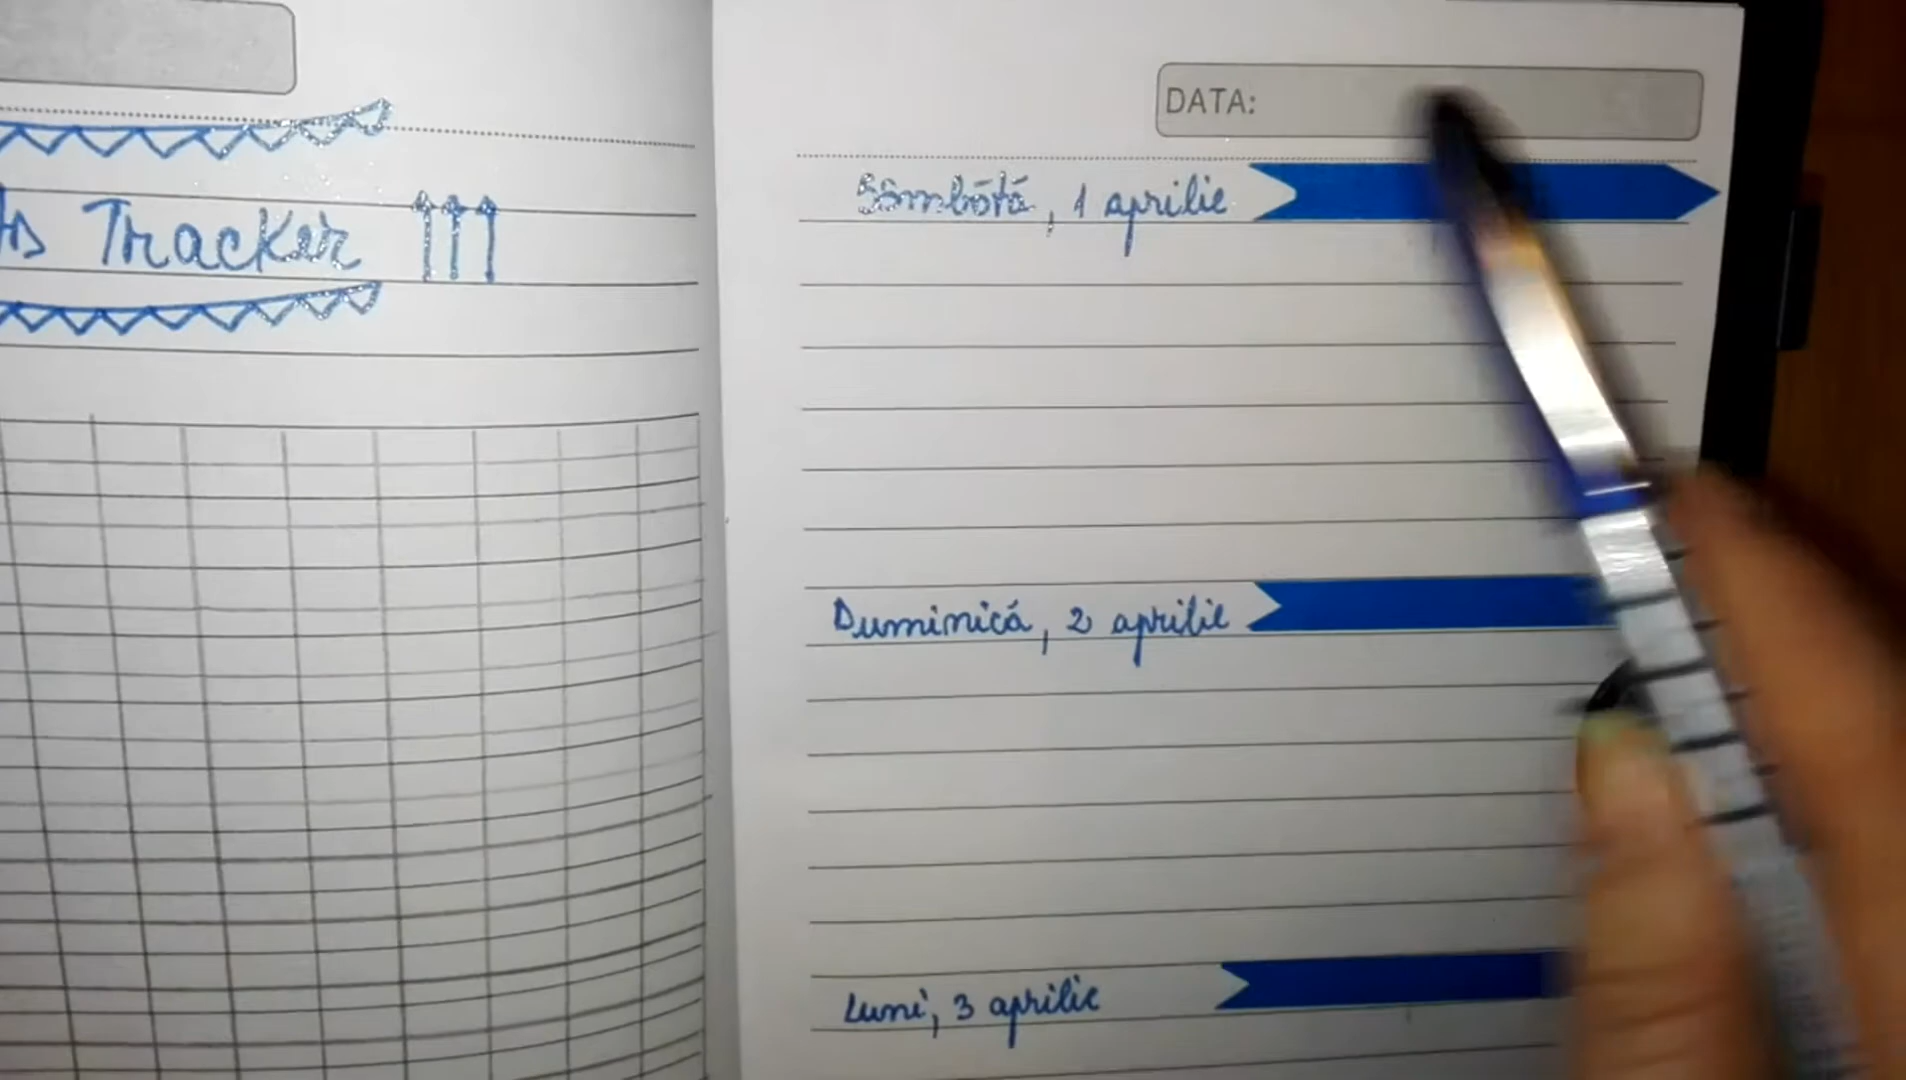 Tracker
DATA:
Sâmbătă, 1 aprilie
Duminică, 2 aprilie
Luni, 3 aprilie